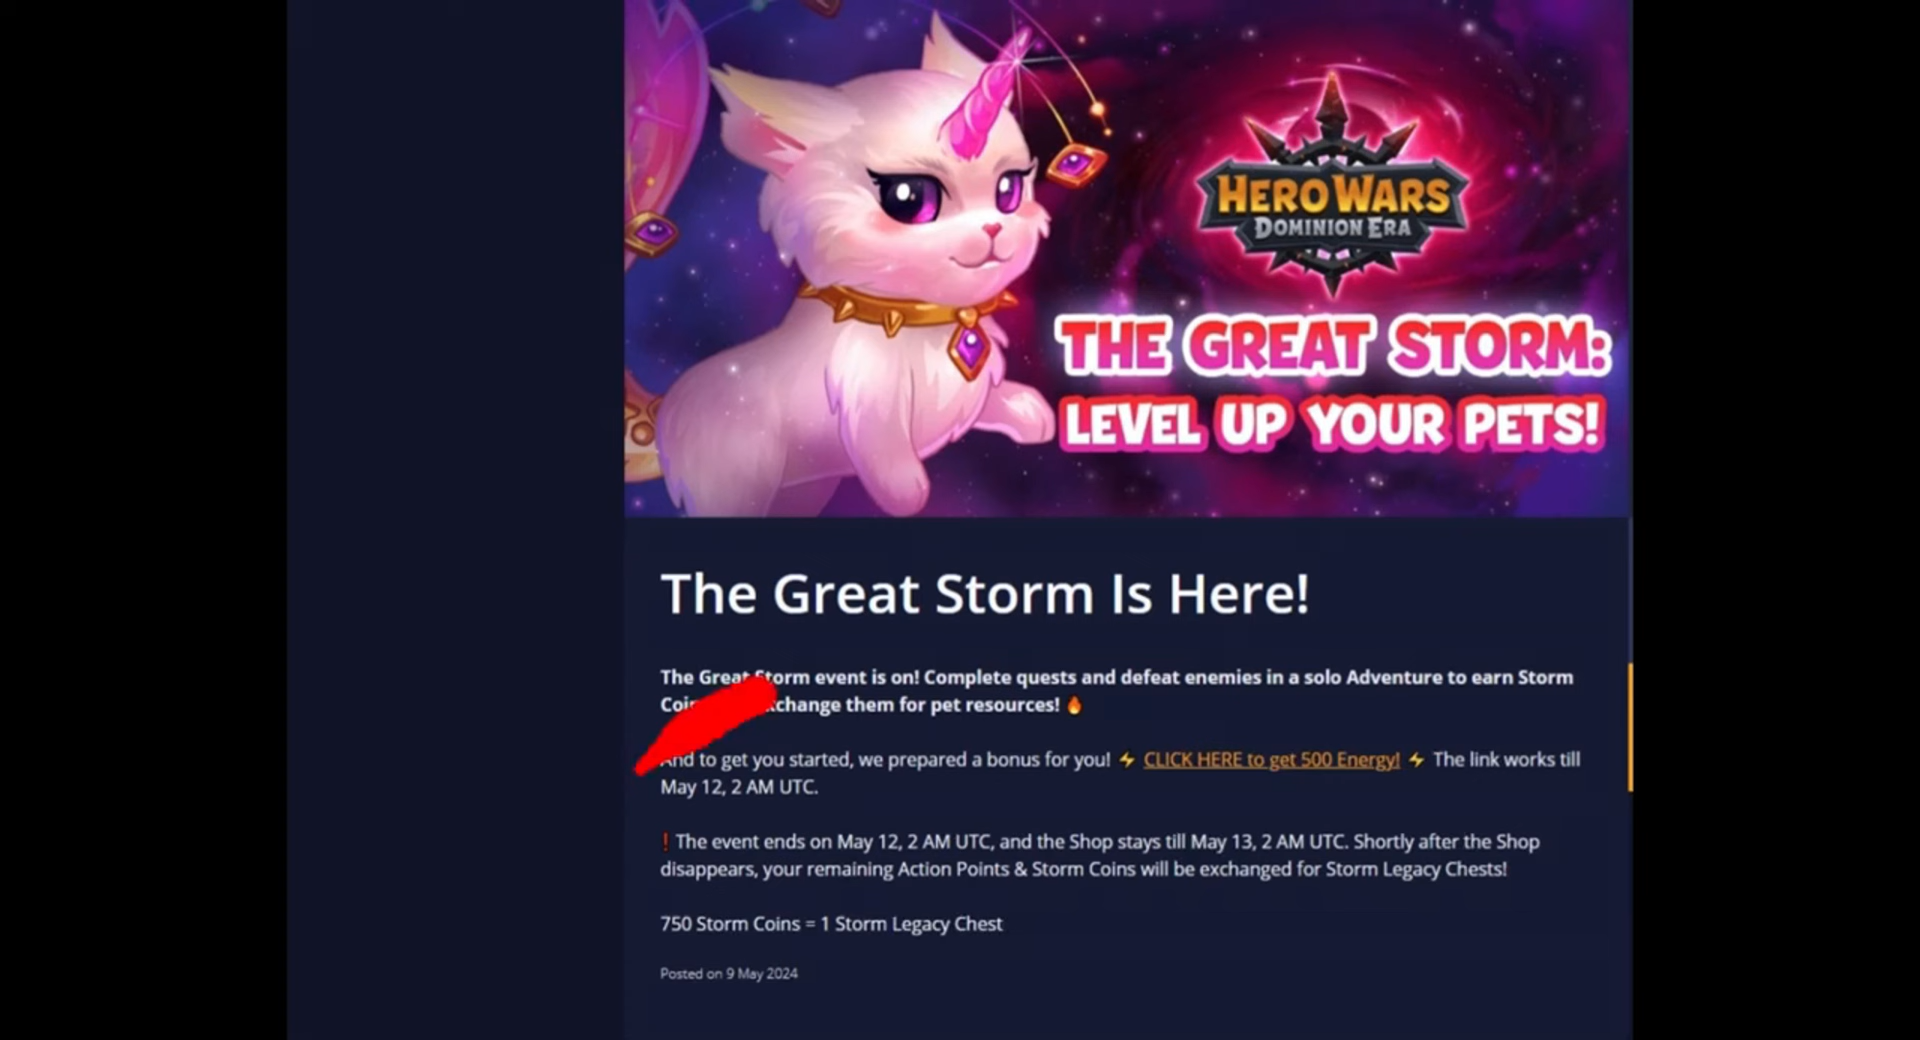 HERO WARS
DOMINION ERA
THE GREAT STORM:
LEVEL UP YOUR PETS!
The Great Storm Is Here!
The Great Storm event is on! Complete quests and defeat enemies in a solo Adventure to earn Storm
them for pet resources! 🔥
And to get you started, we prepared a bonus for you! ⚡ CLICK HERE to get 500 Energy! ⚡ The link works till
May 12, 2 AM UTC.
❗The event ends on May 12, 2 AM UTC, and the Shop stays till May 13, 2 AM UTC. Shortly after the Shop
disappears, your remaining Action Points & Storm Coins will be exchanged for Storm Legacy Chests!
750 Storm Coins = 1 Storm Legacy Chest
Posted on 9 May 2024